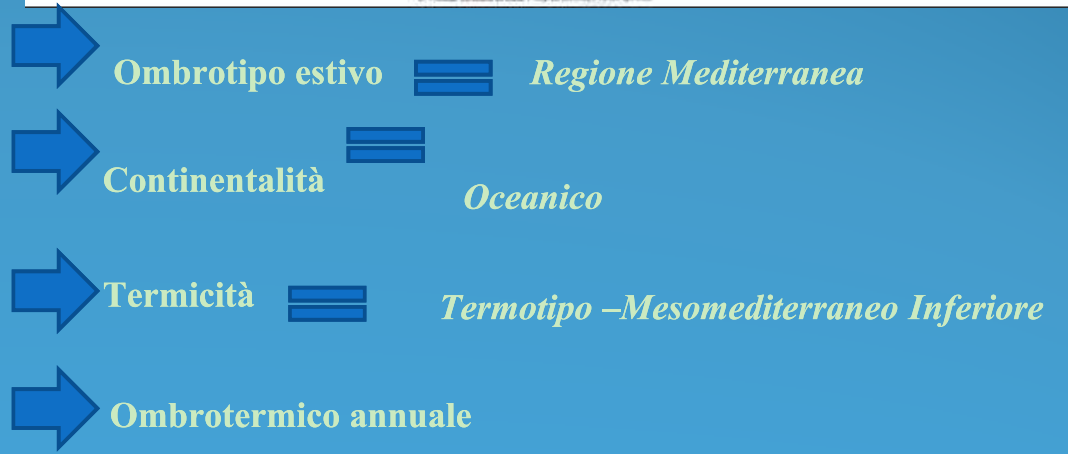 Ombrotipo estivo Regione Mediterranea
Continentalità
Oceanico
Termicità Termotipo –Mesomediterraneo Inferiore
Ombrotermico annuale